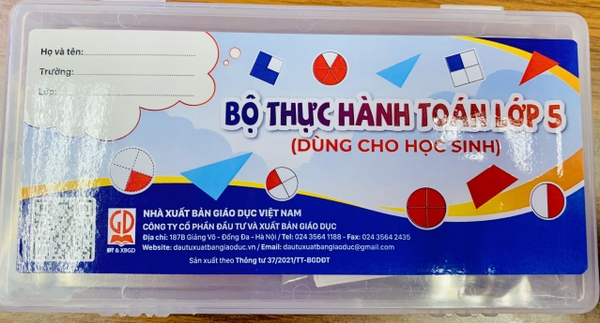 Họ và tên:
Trường:
Lớp:
BỘ THỰC HÀNH TOÁN LỚP 5
(DÙNG CHO HỌC SINH)
GD
ĐT & XBGD
NHÀ XUẤT BẢN GIÁO DỤC VIỆT NAM
CÔNG TY CỔ PHẦN ĐẦU TƯ VÀ XUẤT BẢN GIÁO DỤC
Địa chỉ: 187B Giảng Võ - Đống Đa - Hà Nội / Tel: 024 3564 1188 - Fax: 024 3564 2435
Website: dautuxuatbangiaoduc.vn / Email: dautuxuatbangiaoduc@gmail.com
Sản xuất theo Thông tư 37/2021/TT-BGDĐT